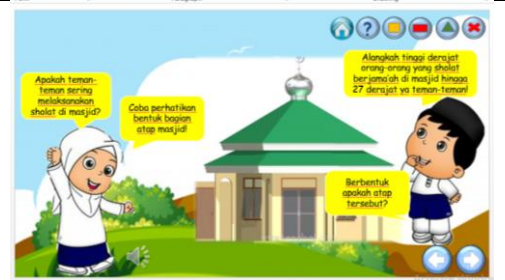 Apakah teman-
teman sering
melaksanakan
sholat di masjid?
Coba perhatikan
bentuk bagian
atap masjid!
Alangkah tinggi derajat
orang-orang yang sholat
berjama'ah di masjid hingga
27 derajat ya teman-teman!
Berbentuk
apakah atap
tersebut?